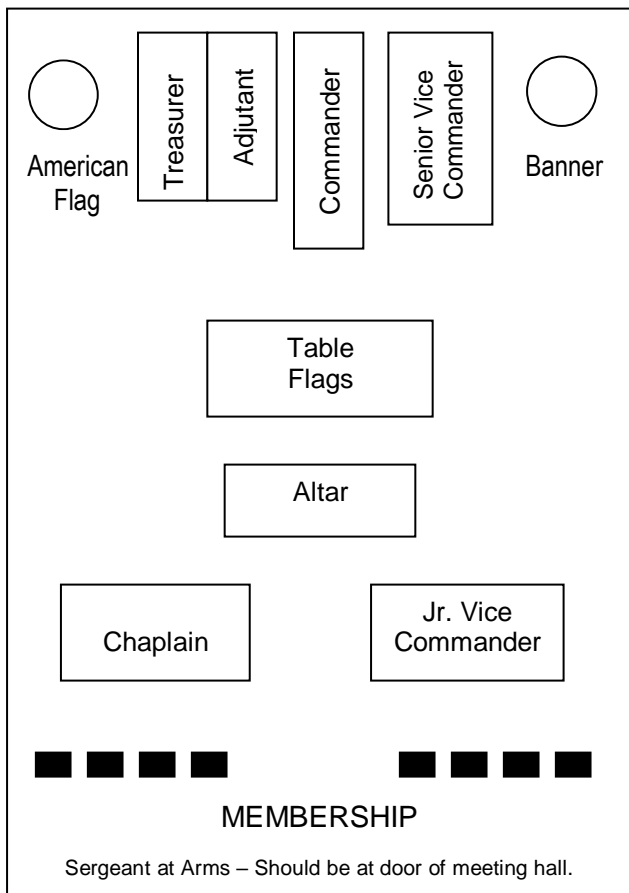 American
Flag
Treasurer
Adjutant
Commander
Senior Vice
Commander
Banner
Table
Flags
Altar
Chaplain
Jr. Vice
Commander
MEMBERSHIP
Sergeant at Arms – Should be at door of meeting hall.